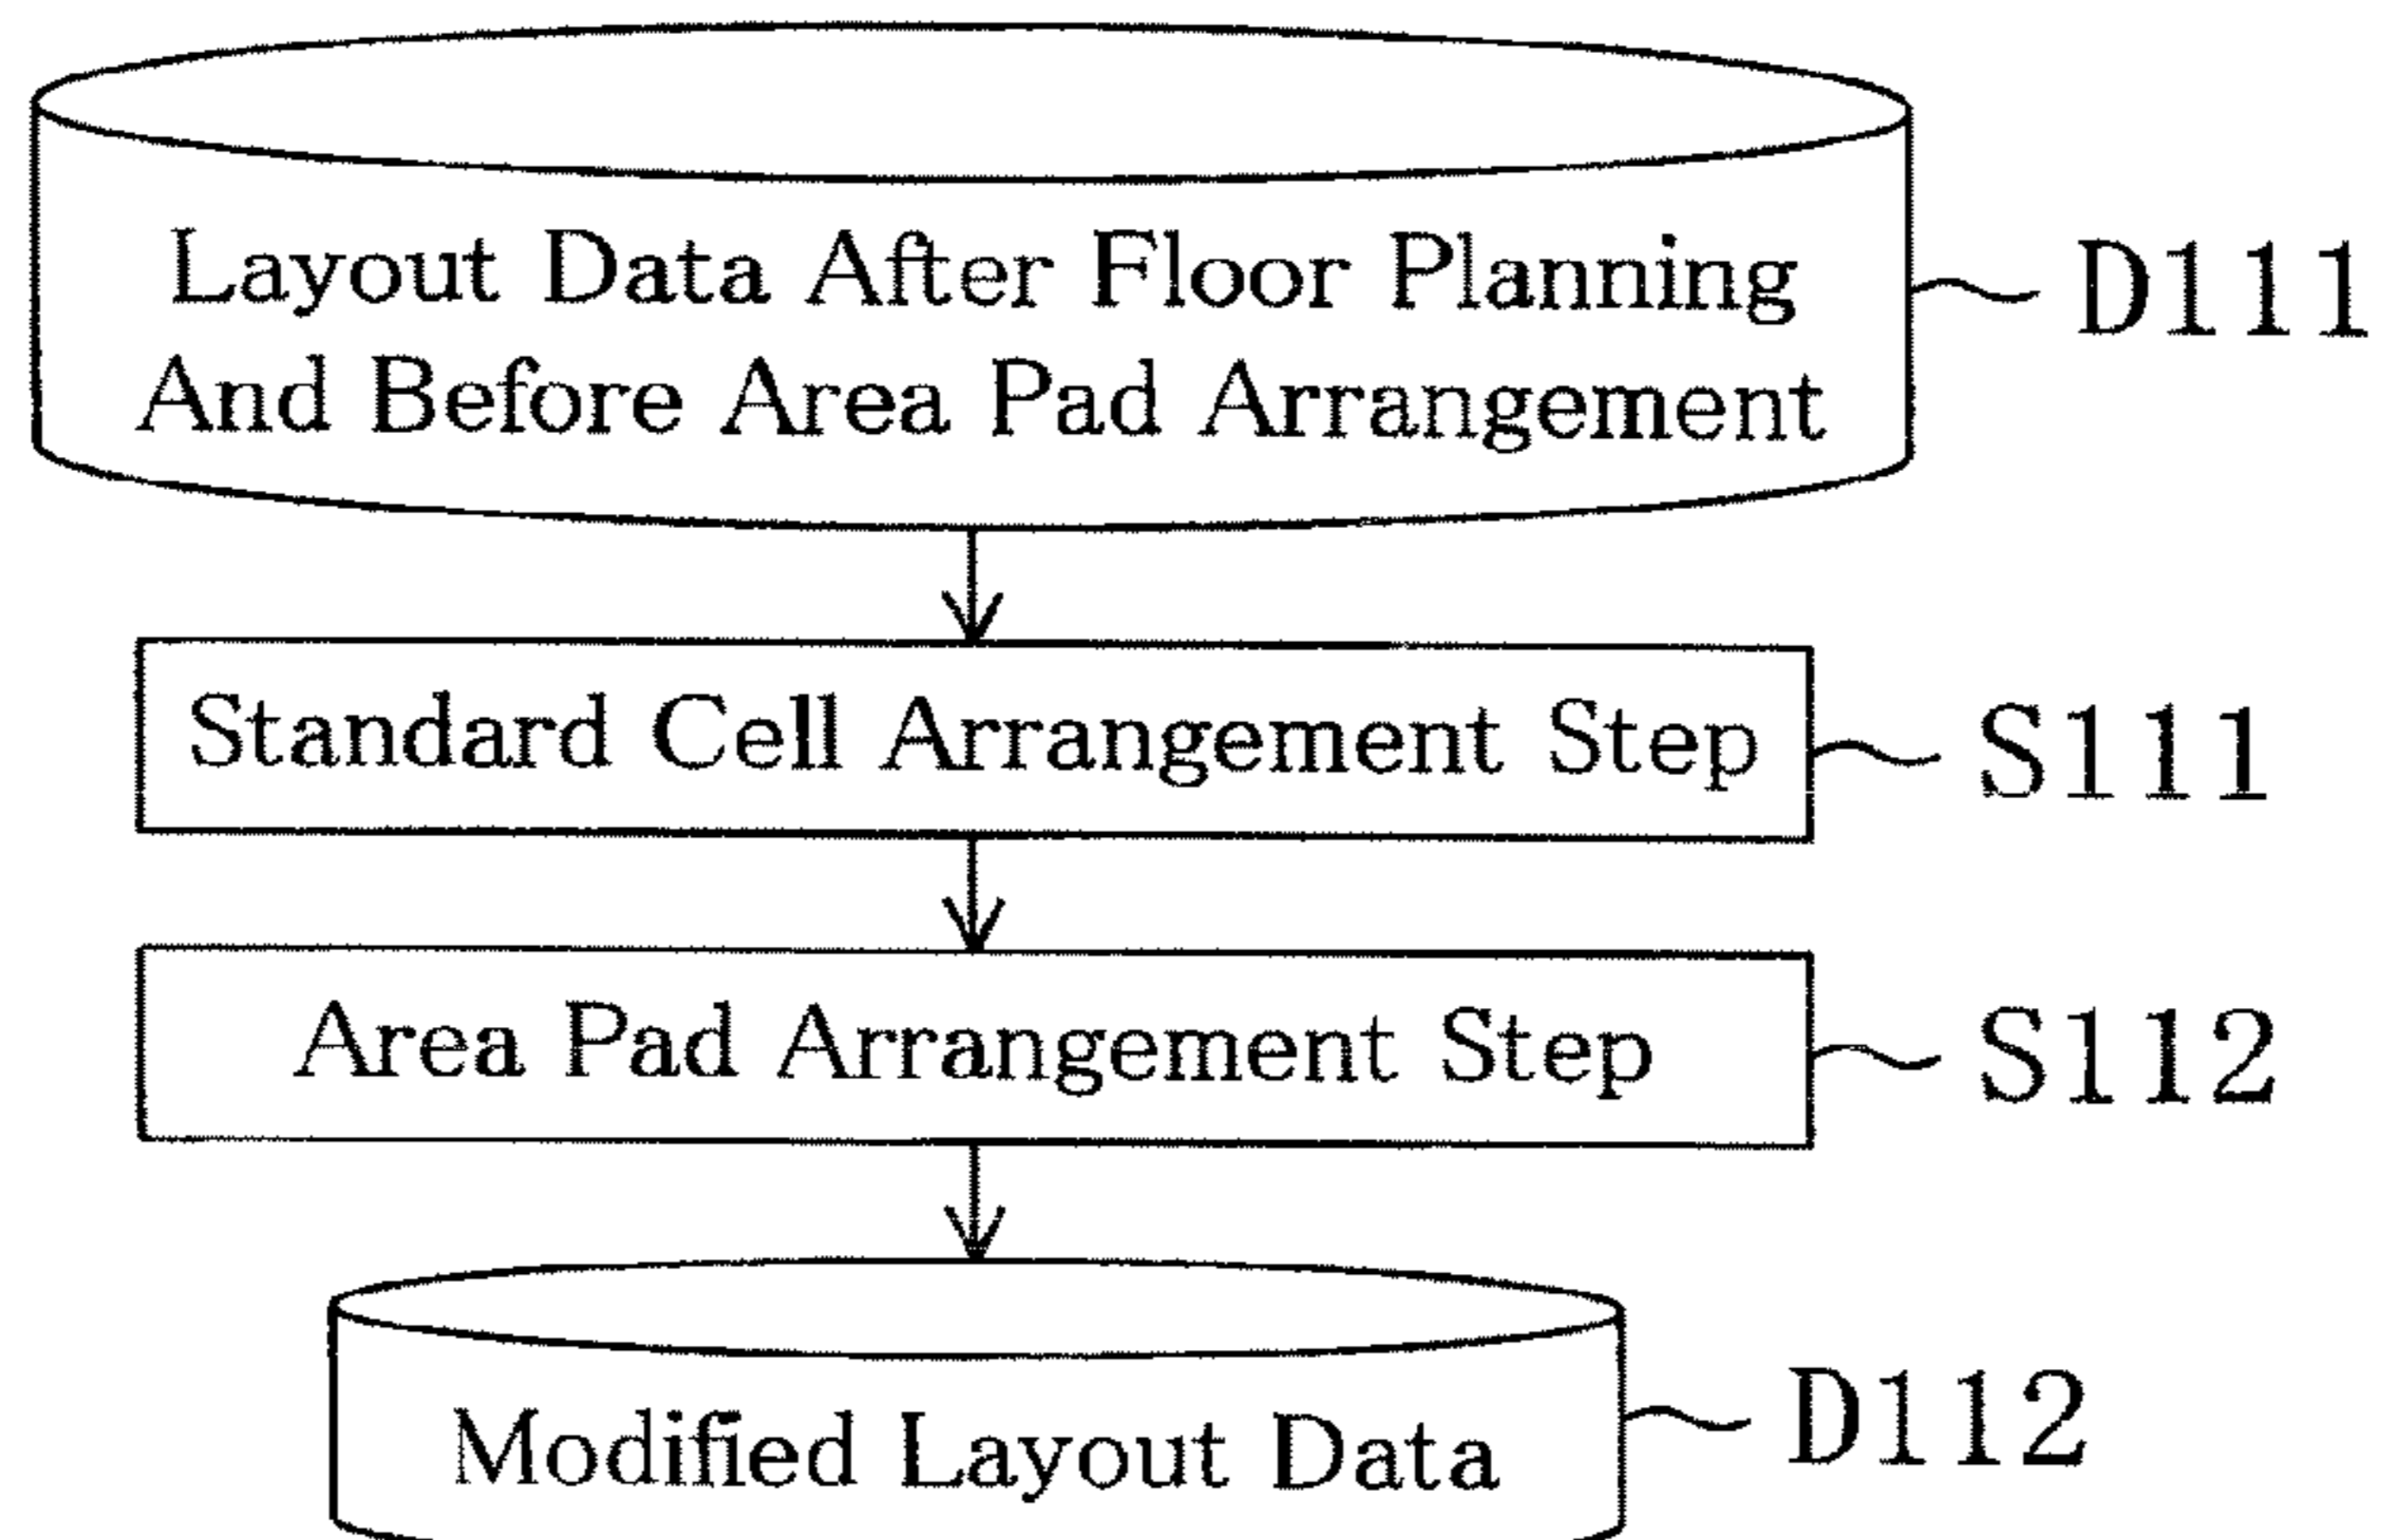 Layout Data After Floor Planning
And Before Area Pad Arrangement
D111
Standard Cell Arrangement Step
S111
Area Pad Arrangement Step
S112
Modified Layout Data
D112